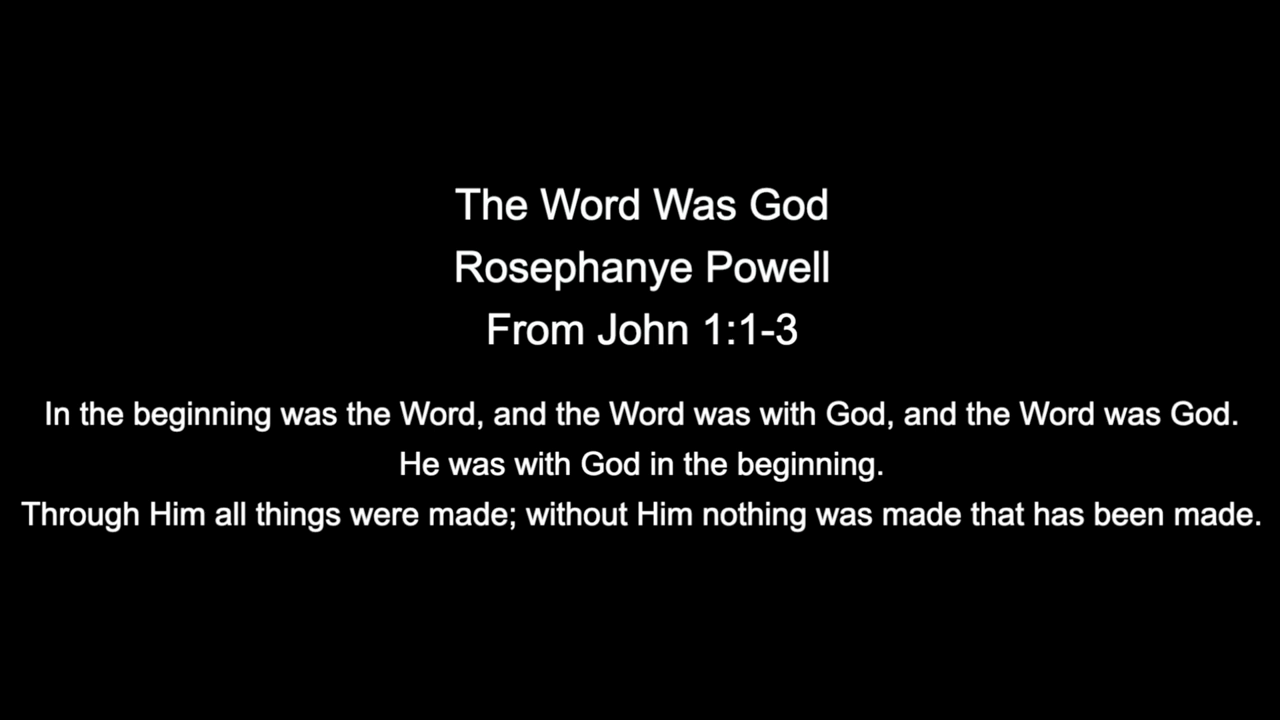 The Word Was God
Rosephanye Powell
From John 1:1-3
In the beginning was the Word, and the Word was with God, and the Word was God.
He was with God in the beginning.
Through Him all things were made; without Him nothing was made that has been made.